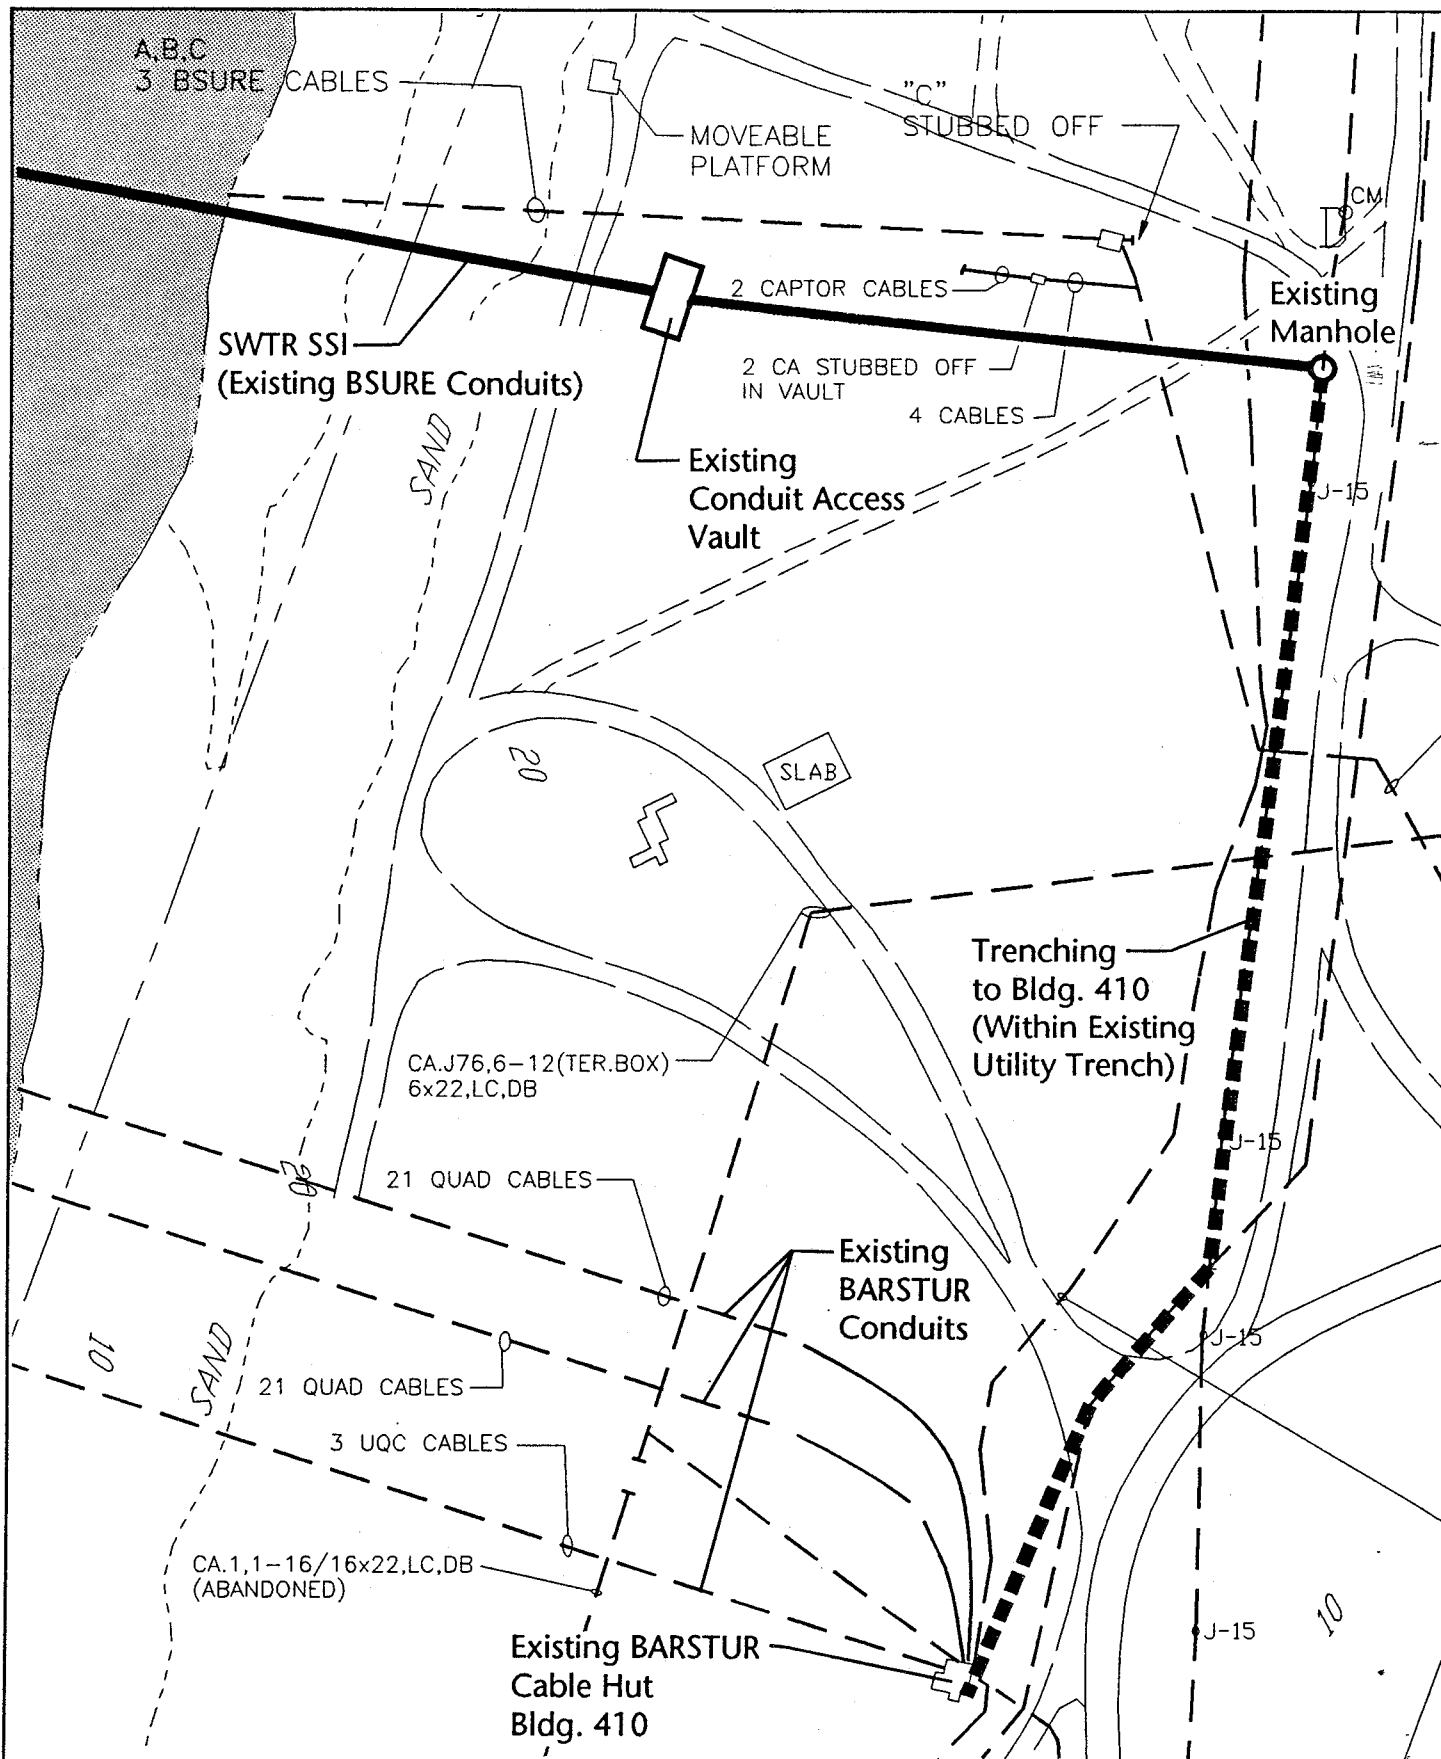 A,B,C
3 BSURE CABLES
MOVEABLE
PLATFORM
"C"
STUBBED OFF
CM
2 CAPTOR CABLES
Existing
Manhole
SWTR SSI
(Existing BSURE Conduits)
2 CA STUBBED OFF
IN VAULT
4 CABLES
SAND
Existing
Conduit Access
Vault
J-15
20
SLAB
Trenching
to Bldg. 410
(Within Existing
Utility Trench)
CA.J76,6-12(TER.BOX)
6x22,LC,DB
J-15
20
21 QUAD CABLES
Existing
BARSTUR
Conduits
J-15
10
SAND
21 QUAD CABLES
3 UQC CABLES
CA.1,1-16/16x22,LC,DB
(ABANDONED)
10
J-15
Existing BARSTUR
Cable Hut
Bldg. 410